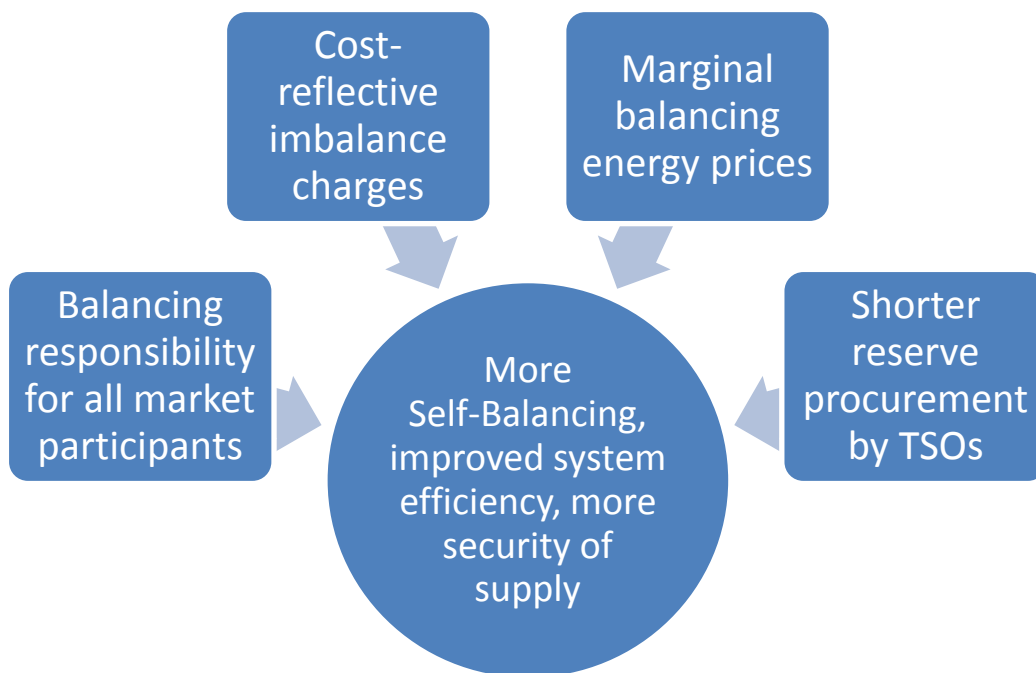 Cost-
reflective
imbalance
charges
Marginal
balancing
energy prices
Balancing
responsibility
for all market
participants
Shorter
reserve
procurement
by TSOs
More
Self-Balancing,
improved system
efficiency, more
security of
supply